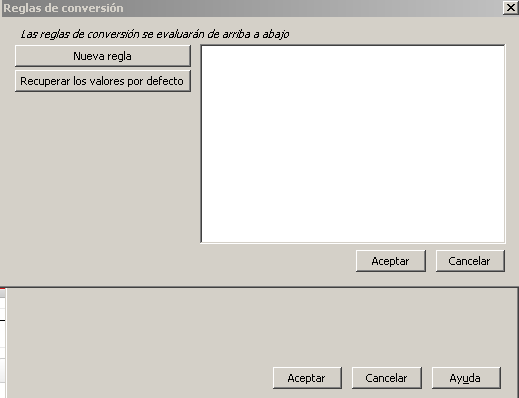 Reglas de conversión
Las reglas de conversión se evaluarán de arriba a abajo
Nueva regla
Recuperar los valores por defecto
Aceptar Cancelar
Aceptar Cancelar Ayuda